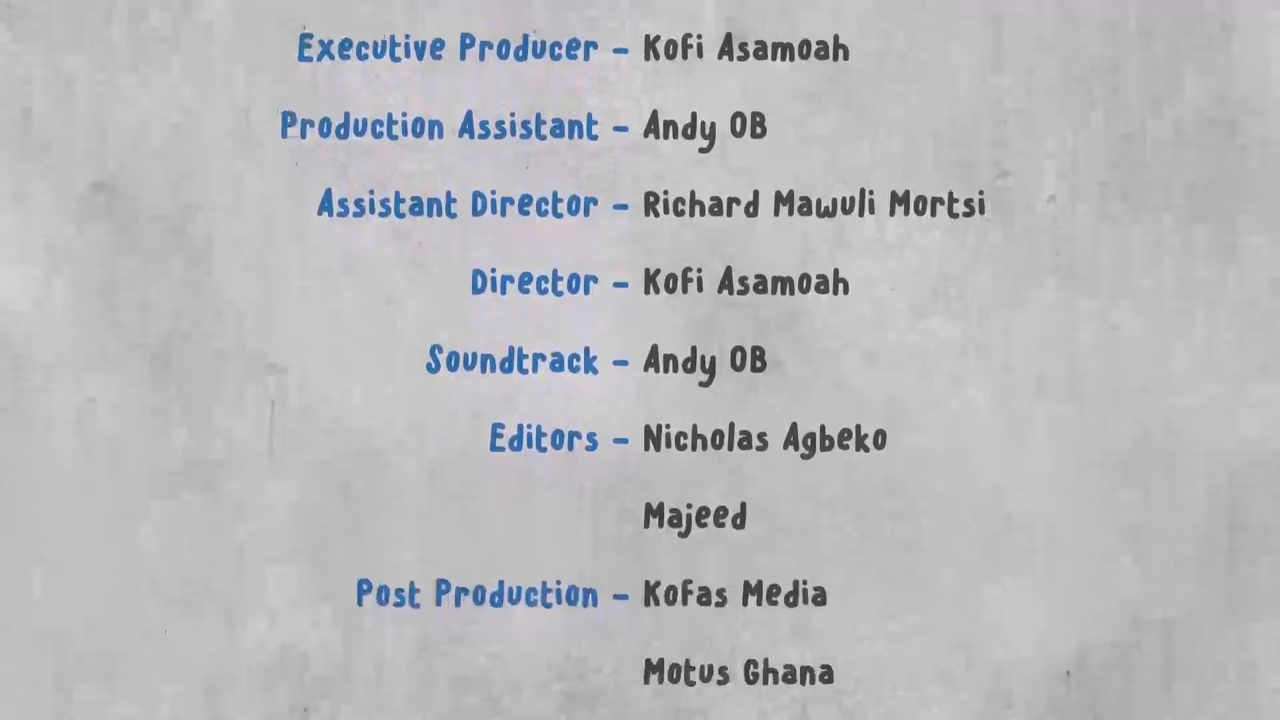 Executive Producer - Kofi Asamoah
Production Assistant - Andy OB
Assistant Director - Richard Mawuli Mortsi
Director - Kofi Asamoah
Soundtrack - Andy OB
Editors - Nicholas Agbeko
Majeed
Post Production - Kofas Media
Motus Ghana